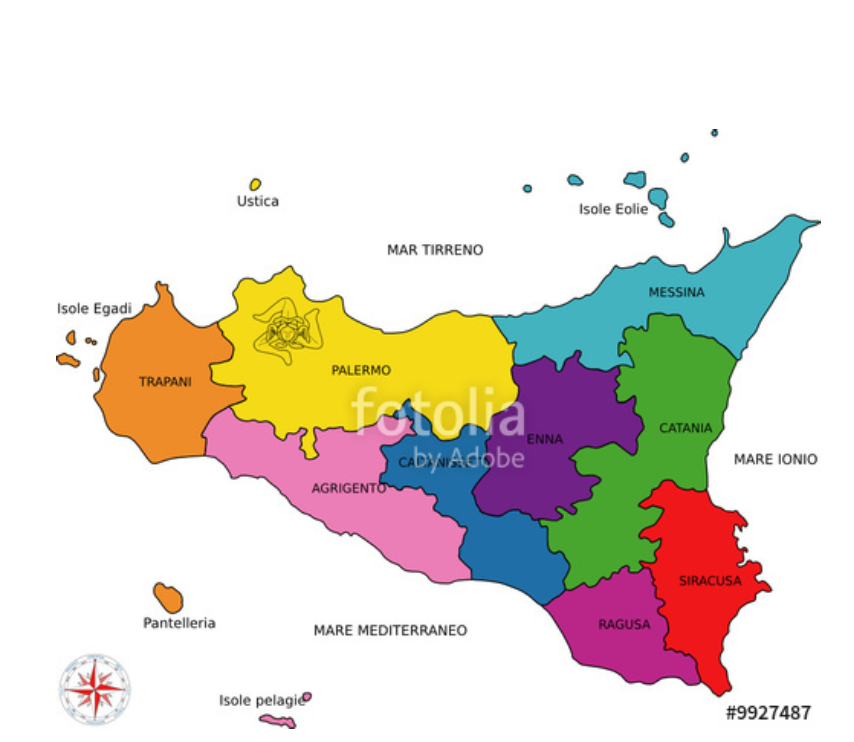 Ustica
Isole Eolie
MAR TIRRENO
MESSINA
Isole Egadi
PALERMO
TRAPANI
fotolia
by Adobe
CATANIA
ENNA
MARE IONIO
CALTANISSETTA
AGRIGENTO
SIRACUSA
Pantelleria
RAGUSA
MARE MEDITERRANEO
Isole pelagie
#9927487